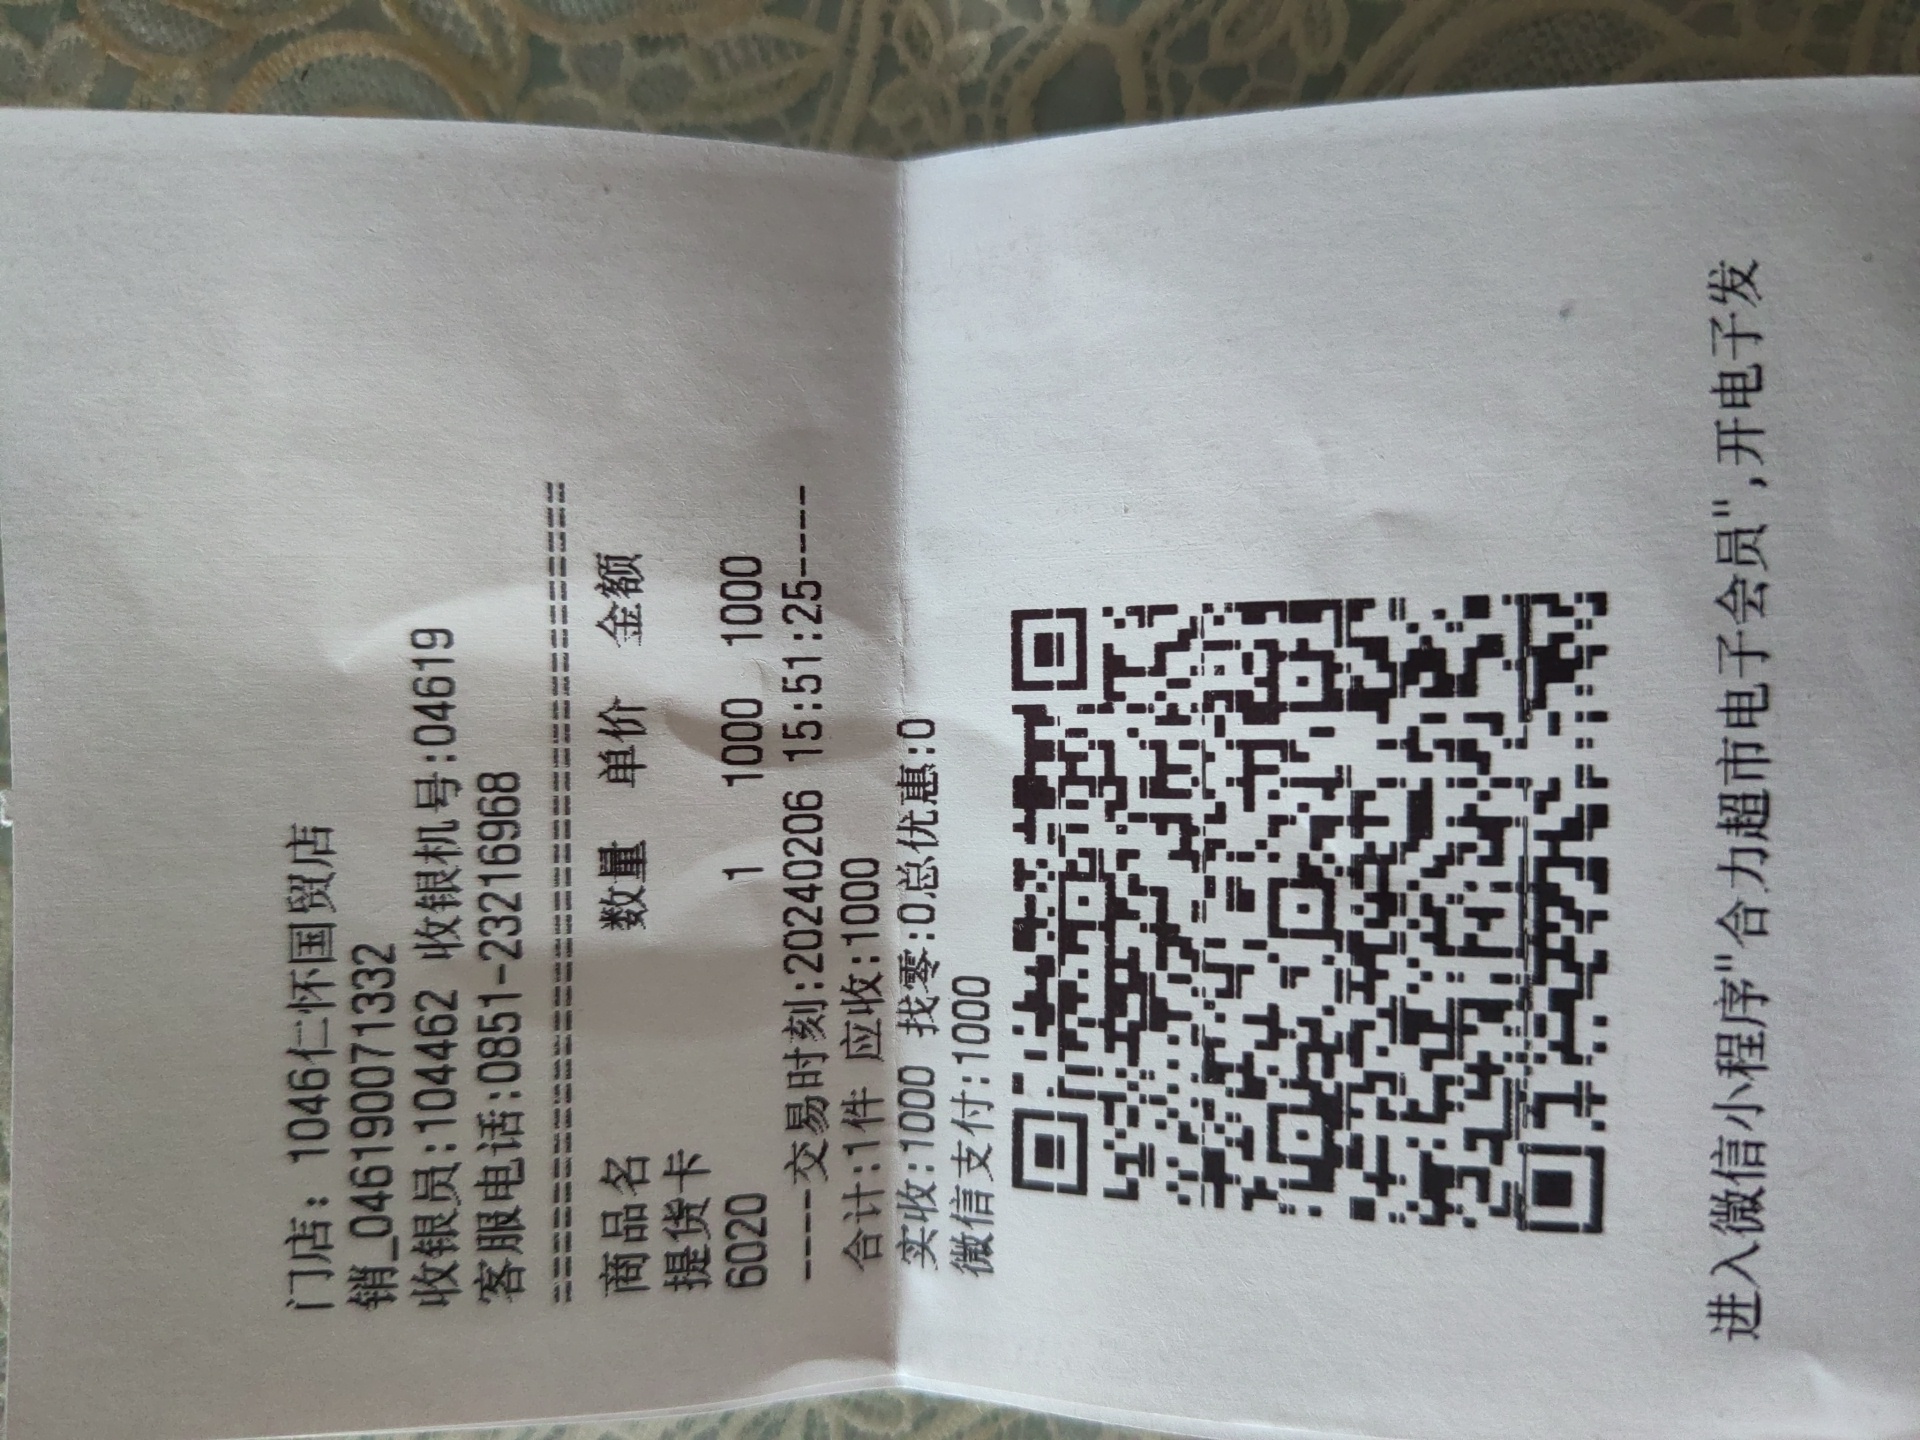 门店: 1046仁怀国贸店
销_046190071332
收银员:104462 收银机号:04619
客服电话:0851-23216968
==========================================
商品名 数量 单价 金额
提货卡
6020 1 1000 1000
-----交易时刻:20240206 15:51:25-----
合计:1件 应收:1000
实收:1000 找零:0总优惠:0
微信支付:1000
进入微信小程序"合力超市电子会员",开电子发